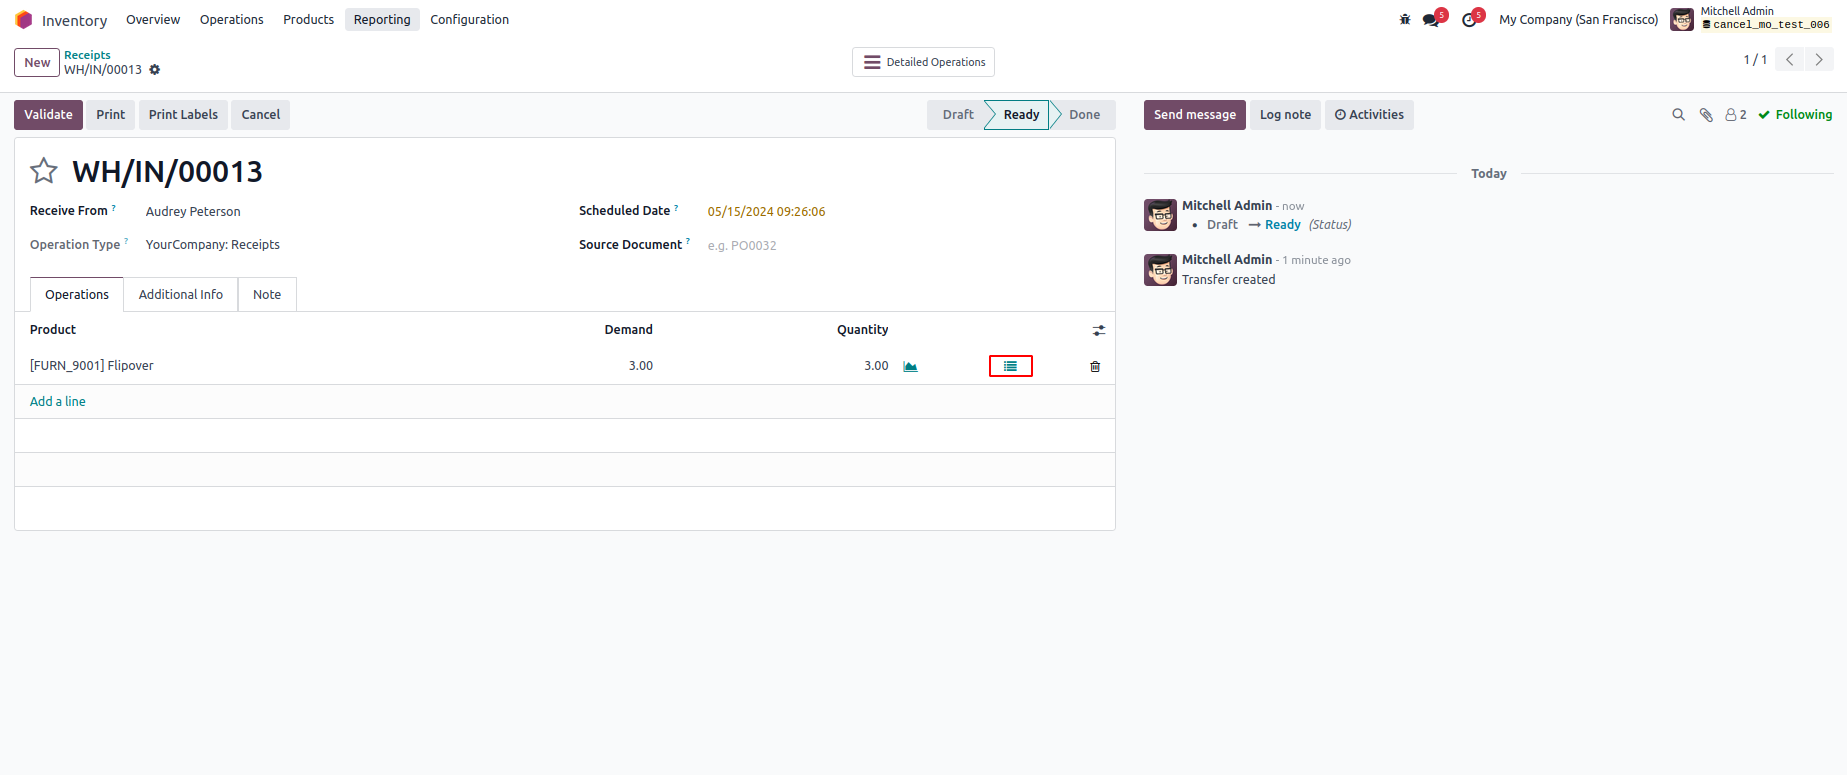 Inventory Overview Operations Products Reporting Configuration 5 5 My Company (San Francisco) Mitchell Admin
cancel_mo_test_006
New Receipts
WH/IN/00013
Detailed Operations
1 / 1
Validate Print Print Labels Cancel Draft Ready Done Send message Log note Activities 2 Following
WH/IN/00013
Today
Receive From ? Audrey Peterson Scheduled Date ? 05/15/2024 09:26:06
Operation Type ? YourCompany: Receipts Source Document ? e.g. PO0032
Mitchell Admin - now
Draft → Ready (Status)
Mitchell Admin - 1 minute ago
Transfer created
Operations Additional Info Note
Product Demand Quantity
[FURN_9001] Flipover 3.00 3.00
Add a line